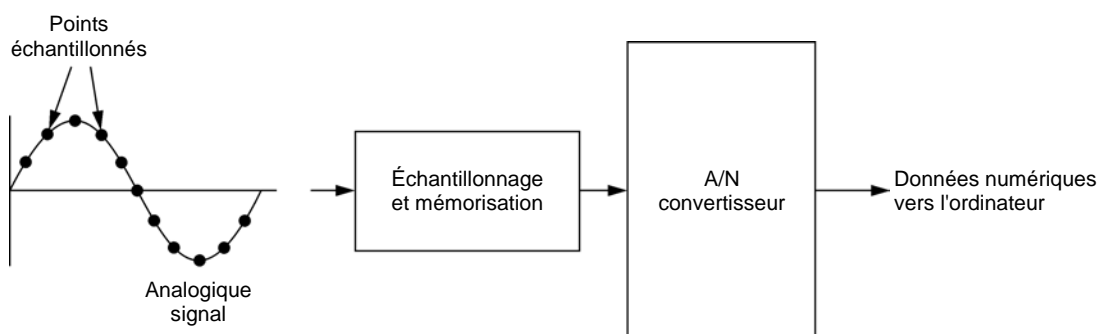 Points
échantillonnés
Analogique
signal
Échantillonnage
et mémorisation
A/N
convertisseur
Données numériques
vers l'ordinateur